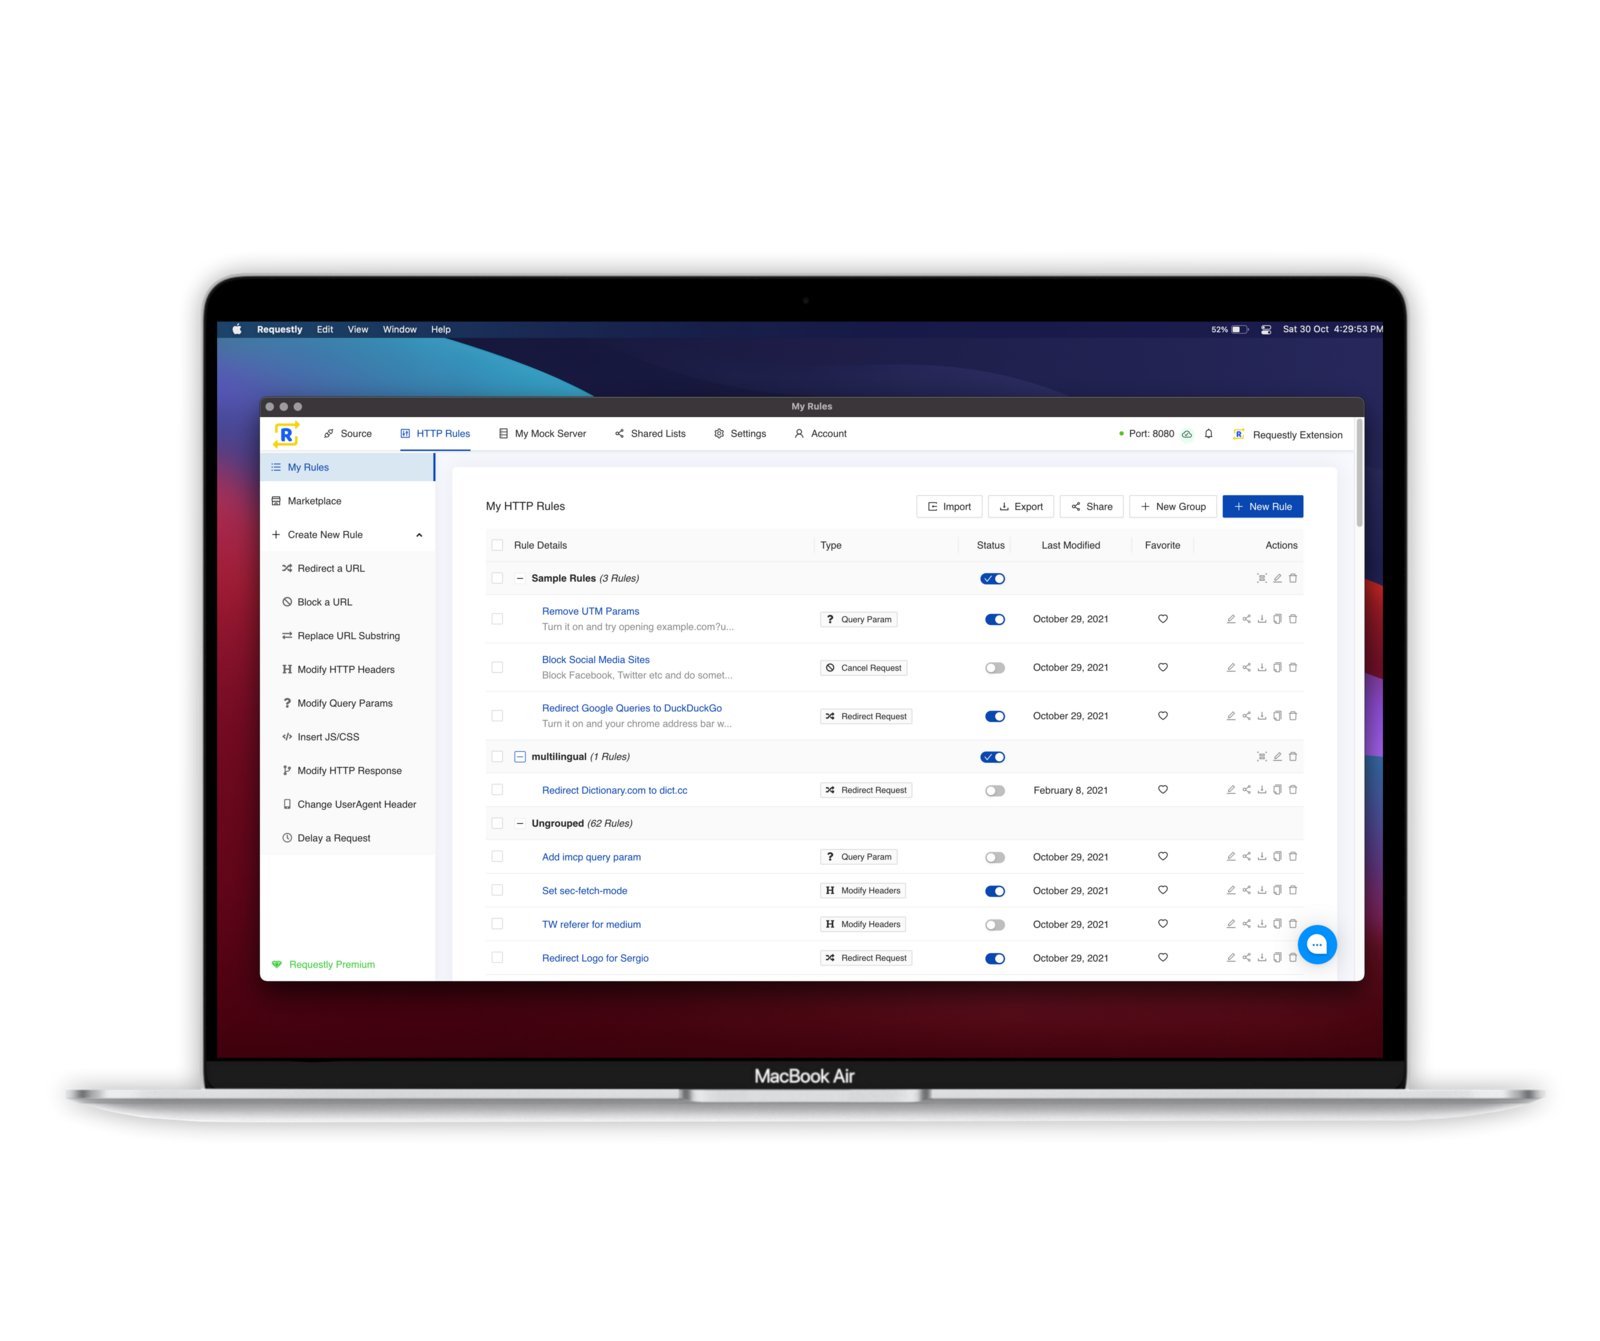 Requestly Edit View Window Help 52% Sat 30 Oct 4:29:53 PM
My Rules
R Source HTTP Rules My Mock Server Shared Lists Settings Account Port: 8080 R Requestly Extension
My Rules
Marketplace
Create New Rule
Redirect a URL
Block a URL
Replace URL Substring
Modify HTTP Headers
Modify Query Params
Insert JS/CSS
Modify HTTP Response
Change UserAgent Header
Delay a Request
Requestly Premium
My HTTP Rules Import Export Share New Group New Rule
Rule Details Type Status Last Modified Favorite Actions
Sample Rules (3 Rules)
Remove UTM Params
Turn it on and try opening example.com?u...
? Query Param October 29, 2021
Block Social Media Sites
Block Facebook, Twitter etc and do somet...
Cancel Request October 29, 2021
Redirect Google Queries to DuckDuckGo
Turn it on and your chrome address bar w...
Redirect Request October 29, 2021
multilingual (1 Rules)
Redirect Dictionary.com to dict.cc Redirect Request February 8, 2021
Ungrouped (62 Rules)
Add imcp query param ? Query Param October 29, 2021
Set sec-fetch-mode H Modify Headers October 29, 2021
TW referer for medium H Modify Headers October 29, 2021
Redirect Logo for Sergio Redirect Request October 29, 2021
MacBook Air